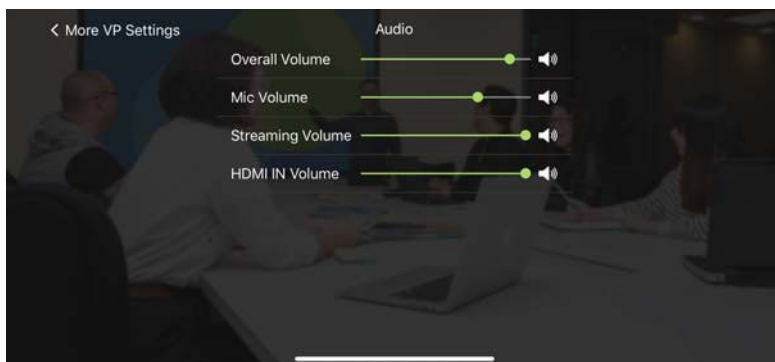 More VP Settings
Audio
Overall Volume
Mic Volume
Streaming Volume
HDMI IN Volume